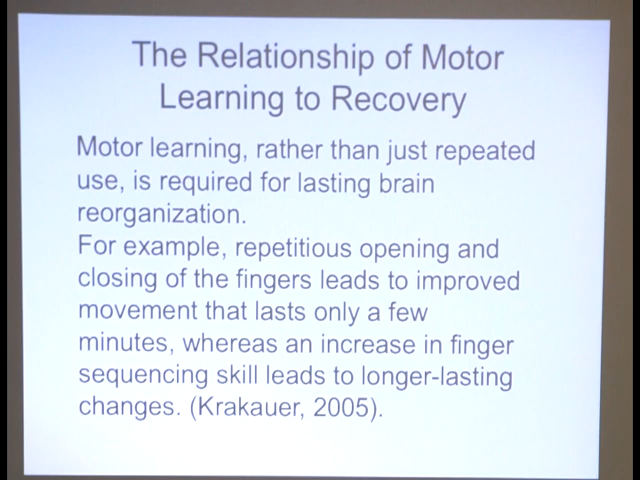 The Relationship of Motor
Learning to Recovery
Motor learning, rather than just repeated
use, is required for lasting brain
reorganization.
For example, repetitious opening and
closing of the fingers leads to improved
movement that lasts only a few
minutes, whereas an increase in finger
sequencing skill leads to longer-lasting
changes. (Krakauer, 2005).